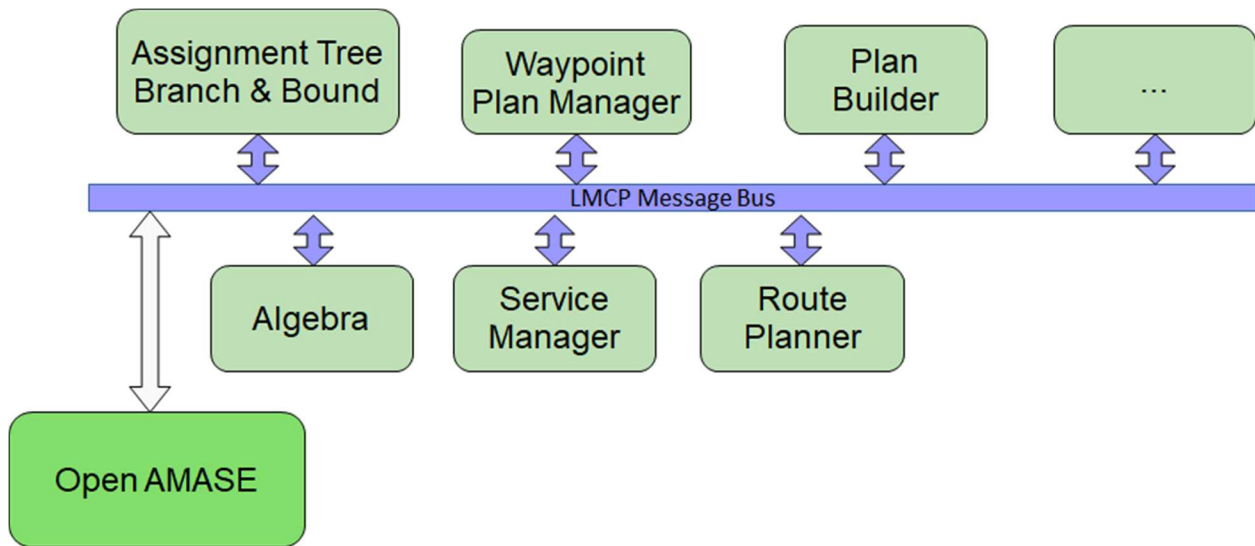 Assignment Tree
Branch & Bound
Waypoint
Plan Manager
Plan
Builder
...
LMCP Message Bus
Algebra
Service
Manager
Route
Planner
Open AMASE